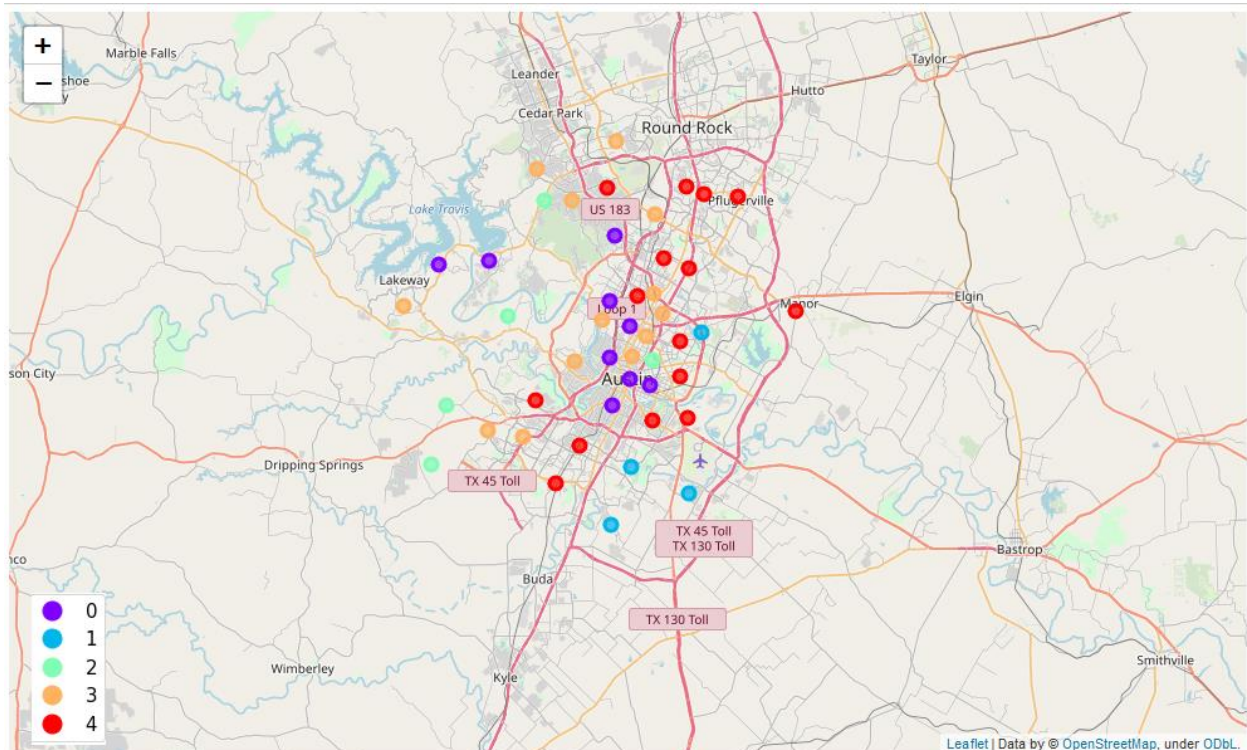 +
−
Marble Falls
Leander
Taylor
Hutto
Cedar Park
Round Rock
Pflugerville
US 183
Lake Travis
Lakeway
Elgin
Manor
Loop 1
son City
Austin
Dripping Springs
TX 45 Toll
TX 45 Toll
TX 130 Toll
Bastrop
Buda
TX 130 Toll
Wimberley
Kyle
Smithville
0
1
2
3
4
Leaflet | Data by © OpenStreetMap, under ODbL.